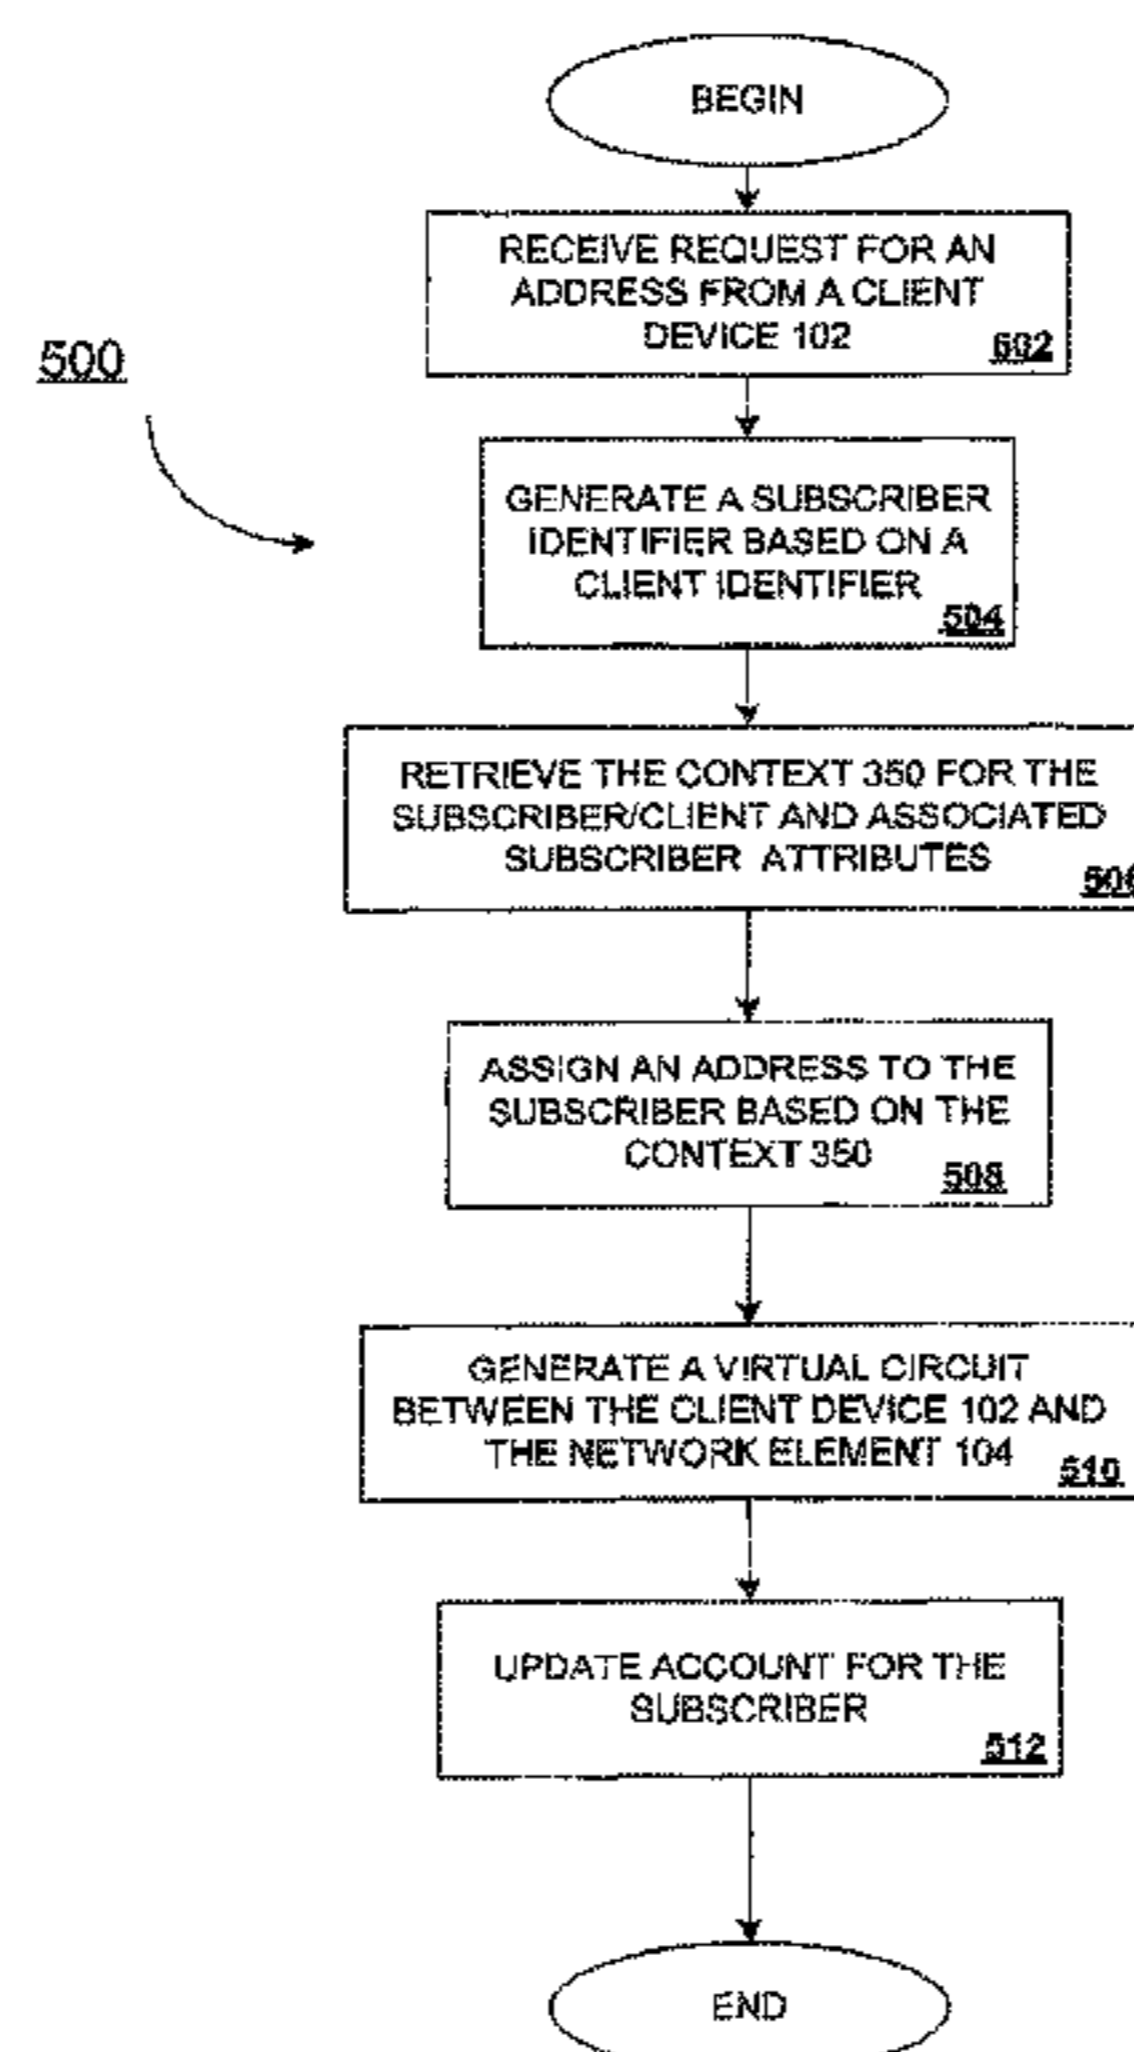 BEGIN
RECEIVE REQUEST FOR AN
ADDRESS FROM A CLIENT
DEVICE 102
502
500
GENERATE A SUBSCRIBER
IDENTIFIER BASED ON A
CLIENT IDENTIFIER
504
RETRIEVE THE CONTEXT 350 FOR THE
SUBSCRIBER/CLIENT AND ASSOCIATED
SUBSCRIBER ATTRIBUTES
506
ASSIGN AN ADDRESS TO THE
SUBSCRIBER BASED ON THE
CONTEXT 350
508
GENERATE A VIRTUAL CIRCUIT
BETWEEN THE CLIENT DEVICE 102 AND
THE NETWORK ELEMENT 104
510
UPDATE ACCOUNT FOR THE
SUBSCRIBER
512
END